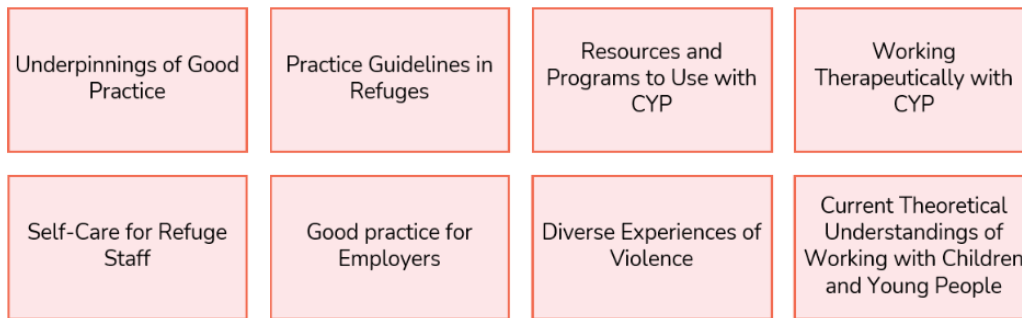 Underpinnings of Good
Practice
Practice Guidelines in
Refuges
Resources and
Programs to Use with
CYP
Working
Therapeutically with
CYP
Self-Care for Refuge
Staff
Good practice for
Employers
Diverse Experiences of
Violence
Current Theoretical
Understandings of
Working with Children
and Young People